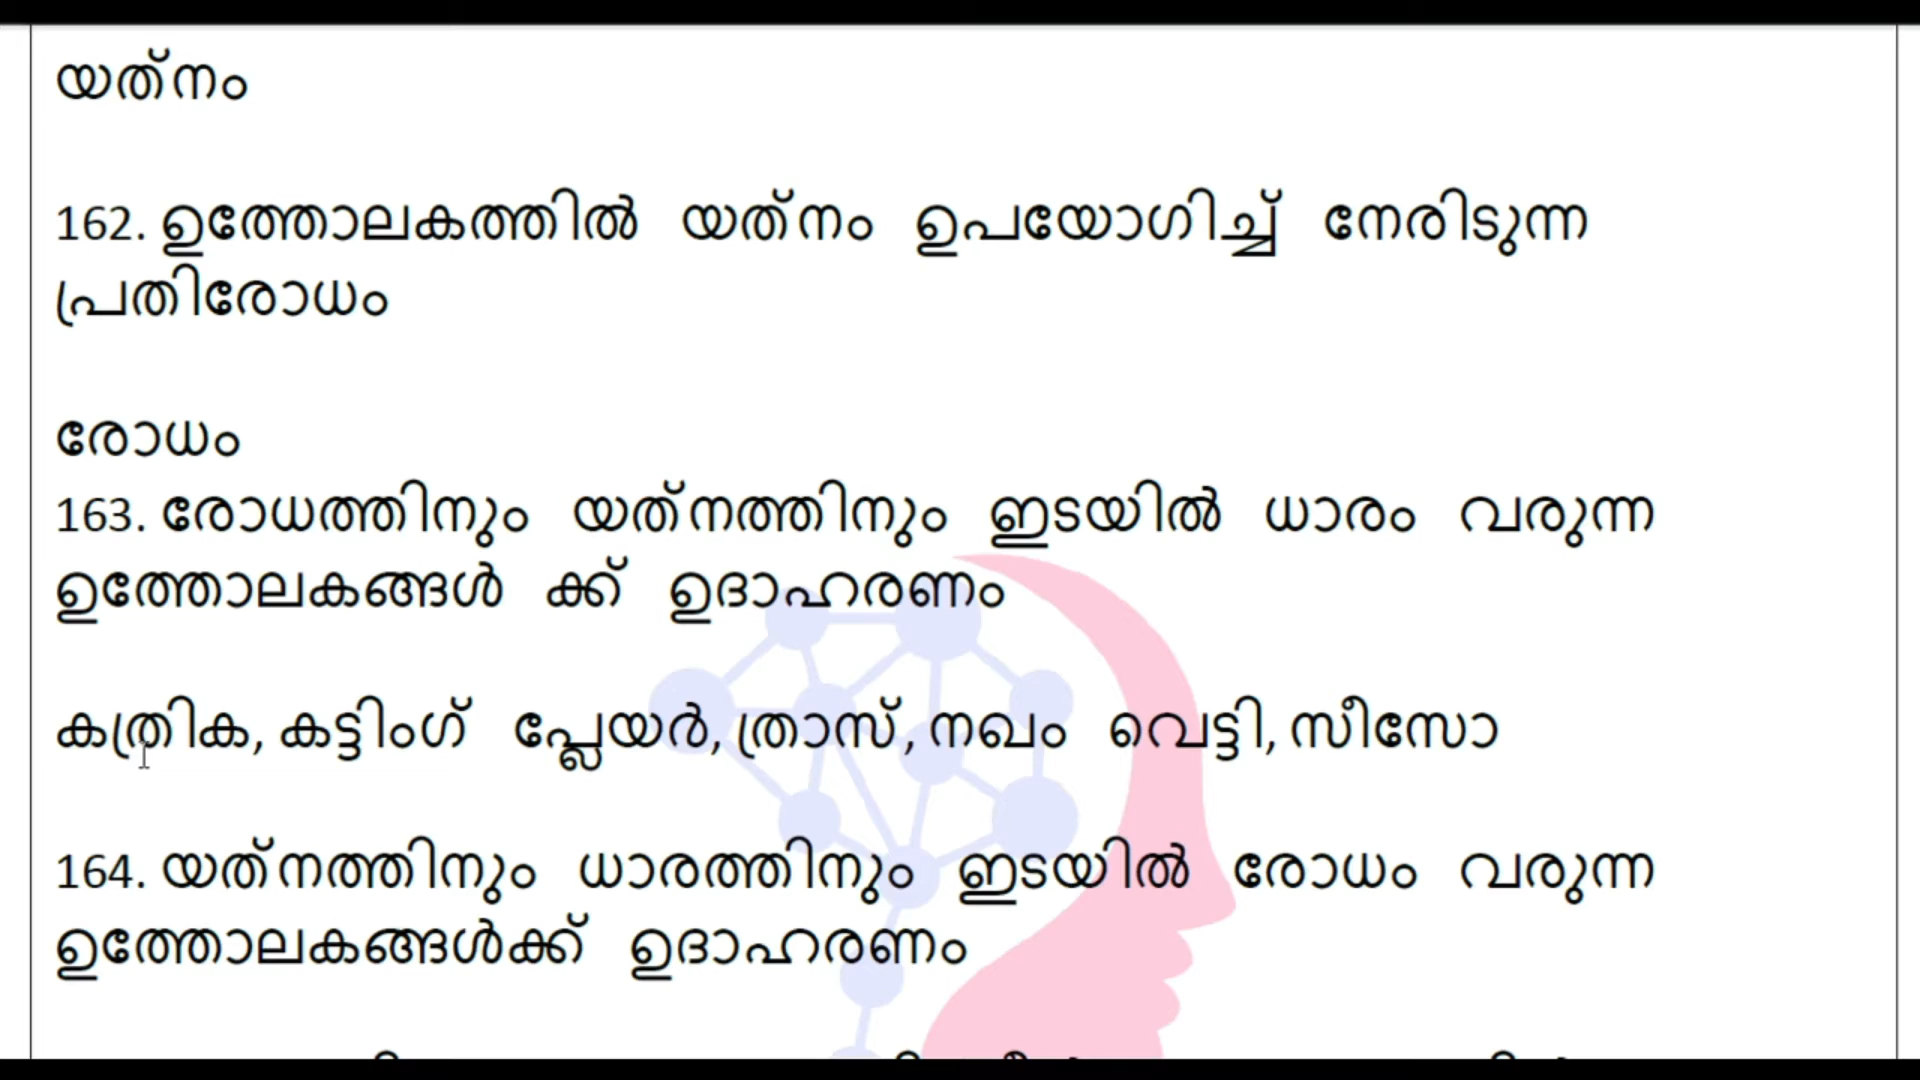 യത്നം
162. ഉത്തോലകത്തിൽ യത്നം ഉപയോഗിച്ച് നേരിടുന്ന
പ്രതിരോധം
രോധം
163. രോധത്തിനും യത്നത്തിനും ഇടയിൽ ധാരം വരുന്ന
ഉത്തോലകങ്ങൾ ക്ക് ഉദാഹരണം
കത്രിക, കട്ടിംഗ് പ്ലേയർ, ത്രാസ്, നഖം വെട്ടി, സീസോ
164. യത്നത്തിനും ധാരത്തിനും ഇടയിൽ രോധം വരുന്ന
ഉത്തോലകങ്ങൾക്ക് ഉദാഹരണം